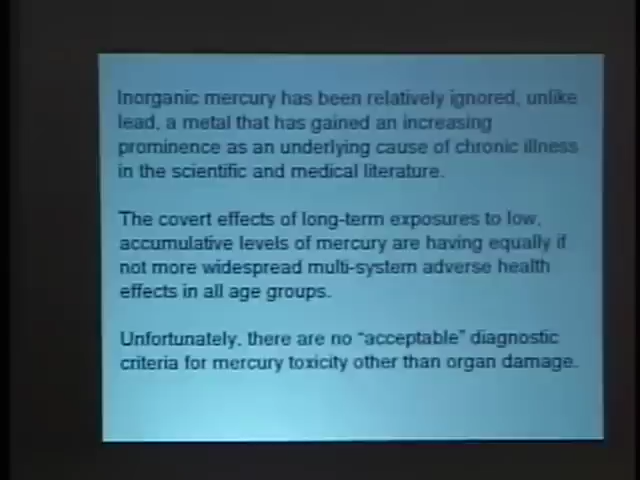 Inorganic mercury has been relatively ignored, unlike
lead, a metal that has gained an increasing
prominence as an underlying cause of chronic illness
in the scientific and medical literature.
The covert effects of long-term exposures to low,
accumulative levels of mercury are having equally if
not more widespread multi-system adverse health
effects in all age groups.
Unfortunately, there are no “acceptable” diagnostic
criteria for mercury toxicity other than organ damage.